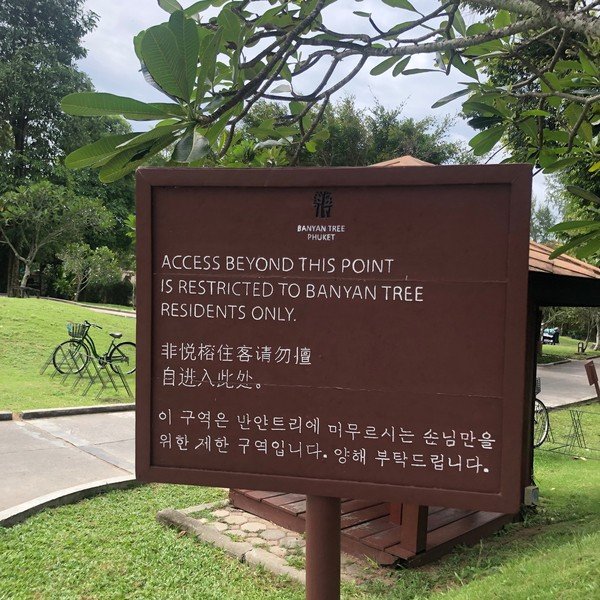 BANYAN TREE
PHUKET
ACCESS BEYOND THIS POINT
IS RESTRICTED TO BANYAN TREE
RESIDENTS ONLY.
非悦榕住客请勿擅
自进入此处。
이 구역은 반얀트리에 머무르시는 손님만을
위한 제한 구역입니다. 양해 부탁드립니다.